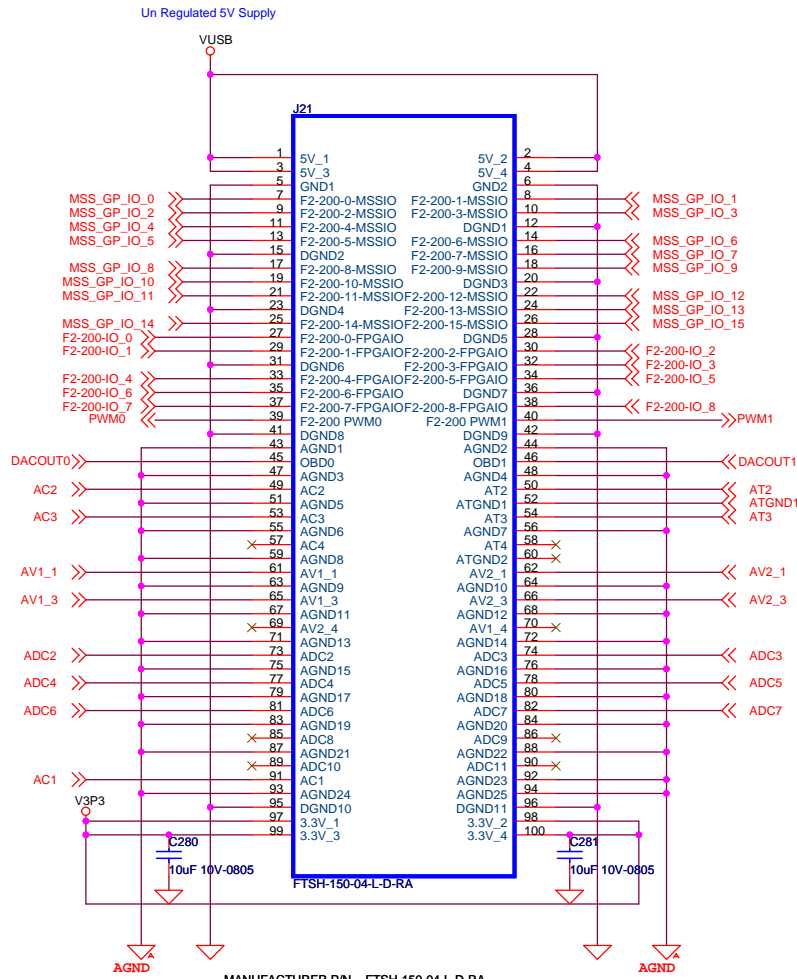 Un Regulated 5V Supply
VUSB
J21
1 5V_1 5V_2 2
3 5V_3 5V_4 4
5 GND1 GND2 6
MSS_GP_IO_0 7 F2-200-0-MSSIO F2-200-1-MSSIO 8 MSS_GP_IO_1
MSS_GP_IO_2 9 F2-200-2-MSSIO F2-200-3-MSSIO 10 MSS_GP_IO_3
MSS_GP_IO_4 11 F2-200-4-MSSIO DGND1 12
MSS_GP_IO_5 13 F2-200-5-MSSIO F2-200-6-MSSIO 14 MSS_GP_IO_6
15 DGND2 F2-200-7-MSSIO 16 MSS_GP_IO_7
MSS_GP_IO_8 17 F2-200-8-MSSIO F2-200-9-MSSIO 18 MSS_GP_IO_9
MSS_GP_IO_10 19 F2-200-10-MSSIO DGND3 20
MSS_GP_IO_11 21 F2-200-11-MSSIO F2-200-12-MSSIO 22 MSS_GP_IO_12
23 DGND4 F2-200-13-MSSIO 24 MSS_GP_IO_13
MSS_GP_IO_14 25 F2-200-14-MSSIO F2-200-15-MSSIO 26 MSS_GP_IO_15
F2-200-IO_0 27 F2-200-0-FPGAIO DGND5 28
F2-200-IO_1 29 F2-200-1-FPGAIO F2-200-2-FPGAIO 30 F2-200-IO_2
31 DGND6 F2-200-3-FPGAIO 32 F2-200-IO_3
F2-200-IO_4 33 F2-200-4-FPGAIO F2-200-5-FPGAIO 34 F2-200-IO_5
F2-200-IO_6 35 F2-200-6-FPGAIO DGND7 36
F2-200-IO_7 37 F2-200-7-FPGAIO F2-200-8-FPGAIO 38 F2-200-IO_8
PWM0 39 F2-200 PWM0 F2-200 PWM1 40 PWM1
41 DGND8 DGND9 42
43 AGND1 AGND2 44
DACOUT0 45 OBD0 OBD1 46 DACOUT1
47 AGND3 AGND4 48
AC2 49 AC2 AT2 50 AT2
51 AGND5 ATGND1 52 ATGND1
AC3 53 AC3 AT3 54 AT3
55 AGND6 AGND7 56
57 AC4 AT4 58
59 AGND8 ATGND2 60
AV1_1 61 AV1_1 AV2_1 62 AV2_1
63 AGND9 AGND10 64
AV1_3 65 AV1_3 AV2_3 66 AV2_3
67 AGND11 AGND12 68
69 AV2_4 AV1_4 70
71 AGND13 AGND14 72
ADC2 73 ADC2 ADC3 74 ADC3
75 AGND15 AGND16 76
ADC4 77 ADC4 ADC5 78 ADC5
79 AGND17 AGND18 80
ADC6 81 ADC6 ADC7 82 ADC7
83 AGND19 AGND20 84
85 ADC8 ADC9 86
87 AGND21 AGND22 88
89 ADC10 ADC11 90
AC1 91 AC1 AGND23 92
93 AGND24 AGND25 94
V3P3 95 DGND10 DGND11 96
97 3.3V_1 3.3V_2 98
99 3.3V_3 3.3V_4 100
C280 C281
10uF 10V-0805 10uF 10V-0805
FTSH-150-04-L-D-RA
A A
AGND AGND
MANUFACTURER P/N = FTSH-150-04-L-D-RA